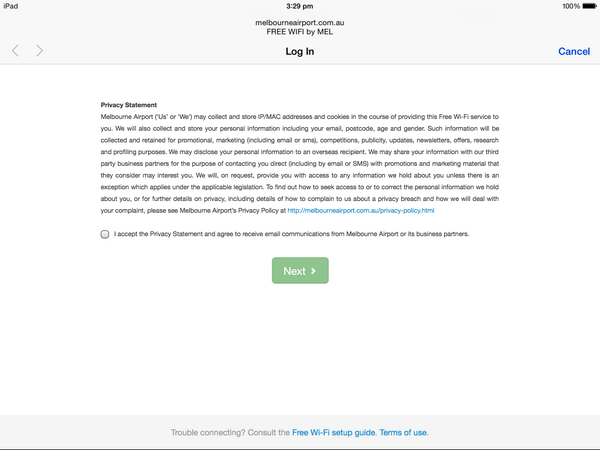 iPad 3:29 pm 100%
melbourneairport.com.au
FREE WIFI by MEL
Log In Cancel
Privacy Statement
Melbourne Airport ('Us' or 'We') may collect and store IP/MAC addresses and cookies in the course of providing this Free Wi-Fi service to
you. We will also collect and store your personal information including your email, postcode, age and gender. Such information will be
collected and retained for promotional, marketing (including email or sms), competitions, publicity, updates, newsletters, offers, research
and profiling purposes. We may disclose your personal information to an overseas recipient. We may share your information with our third
party business partners for the purpose of contacting you direct (including by email or SMS) with promotions and marketing material that
they consider may interest you. We will, on request, provide you with access to any information we hold about you unless there is an
exception which applies under the applicable legislation. To find out how to seek access to or to correct the personal information we hold
about you, or for further details on privacy, including details of how to complain to us about a privacy breach and how we will deal with
your complaint, please see Melbourne Airport's Privacy Policy at http://melbourneairport.com.au/privacy-policy.html
I accept the Privacy Statement and agree to receive email communications from Melbourne Airport or its business partners.
Next
Trouble connecting? Consult the Free Wi-Fi setup guide. Terms of use.